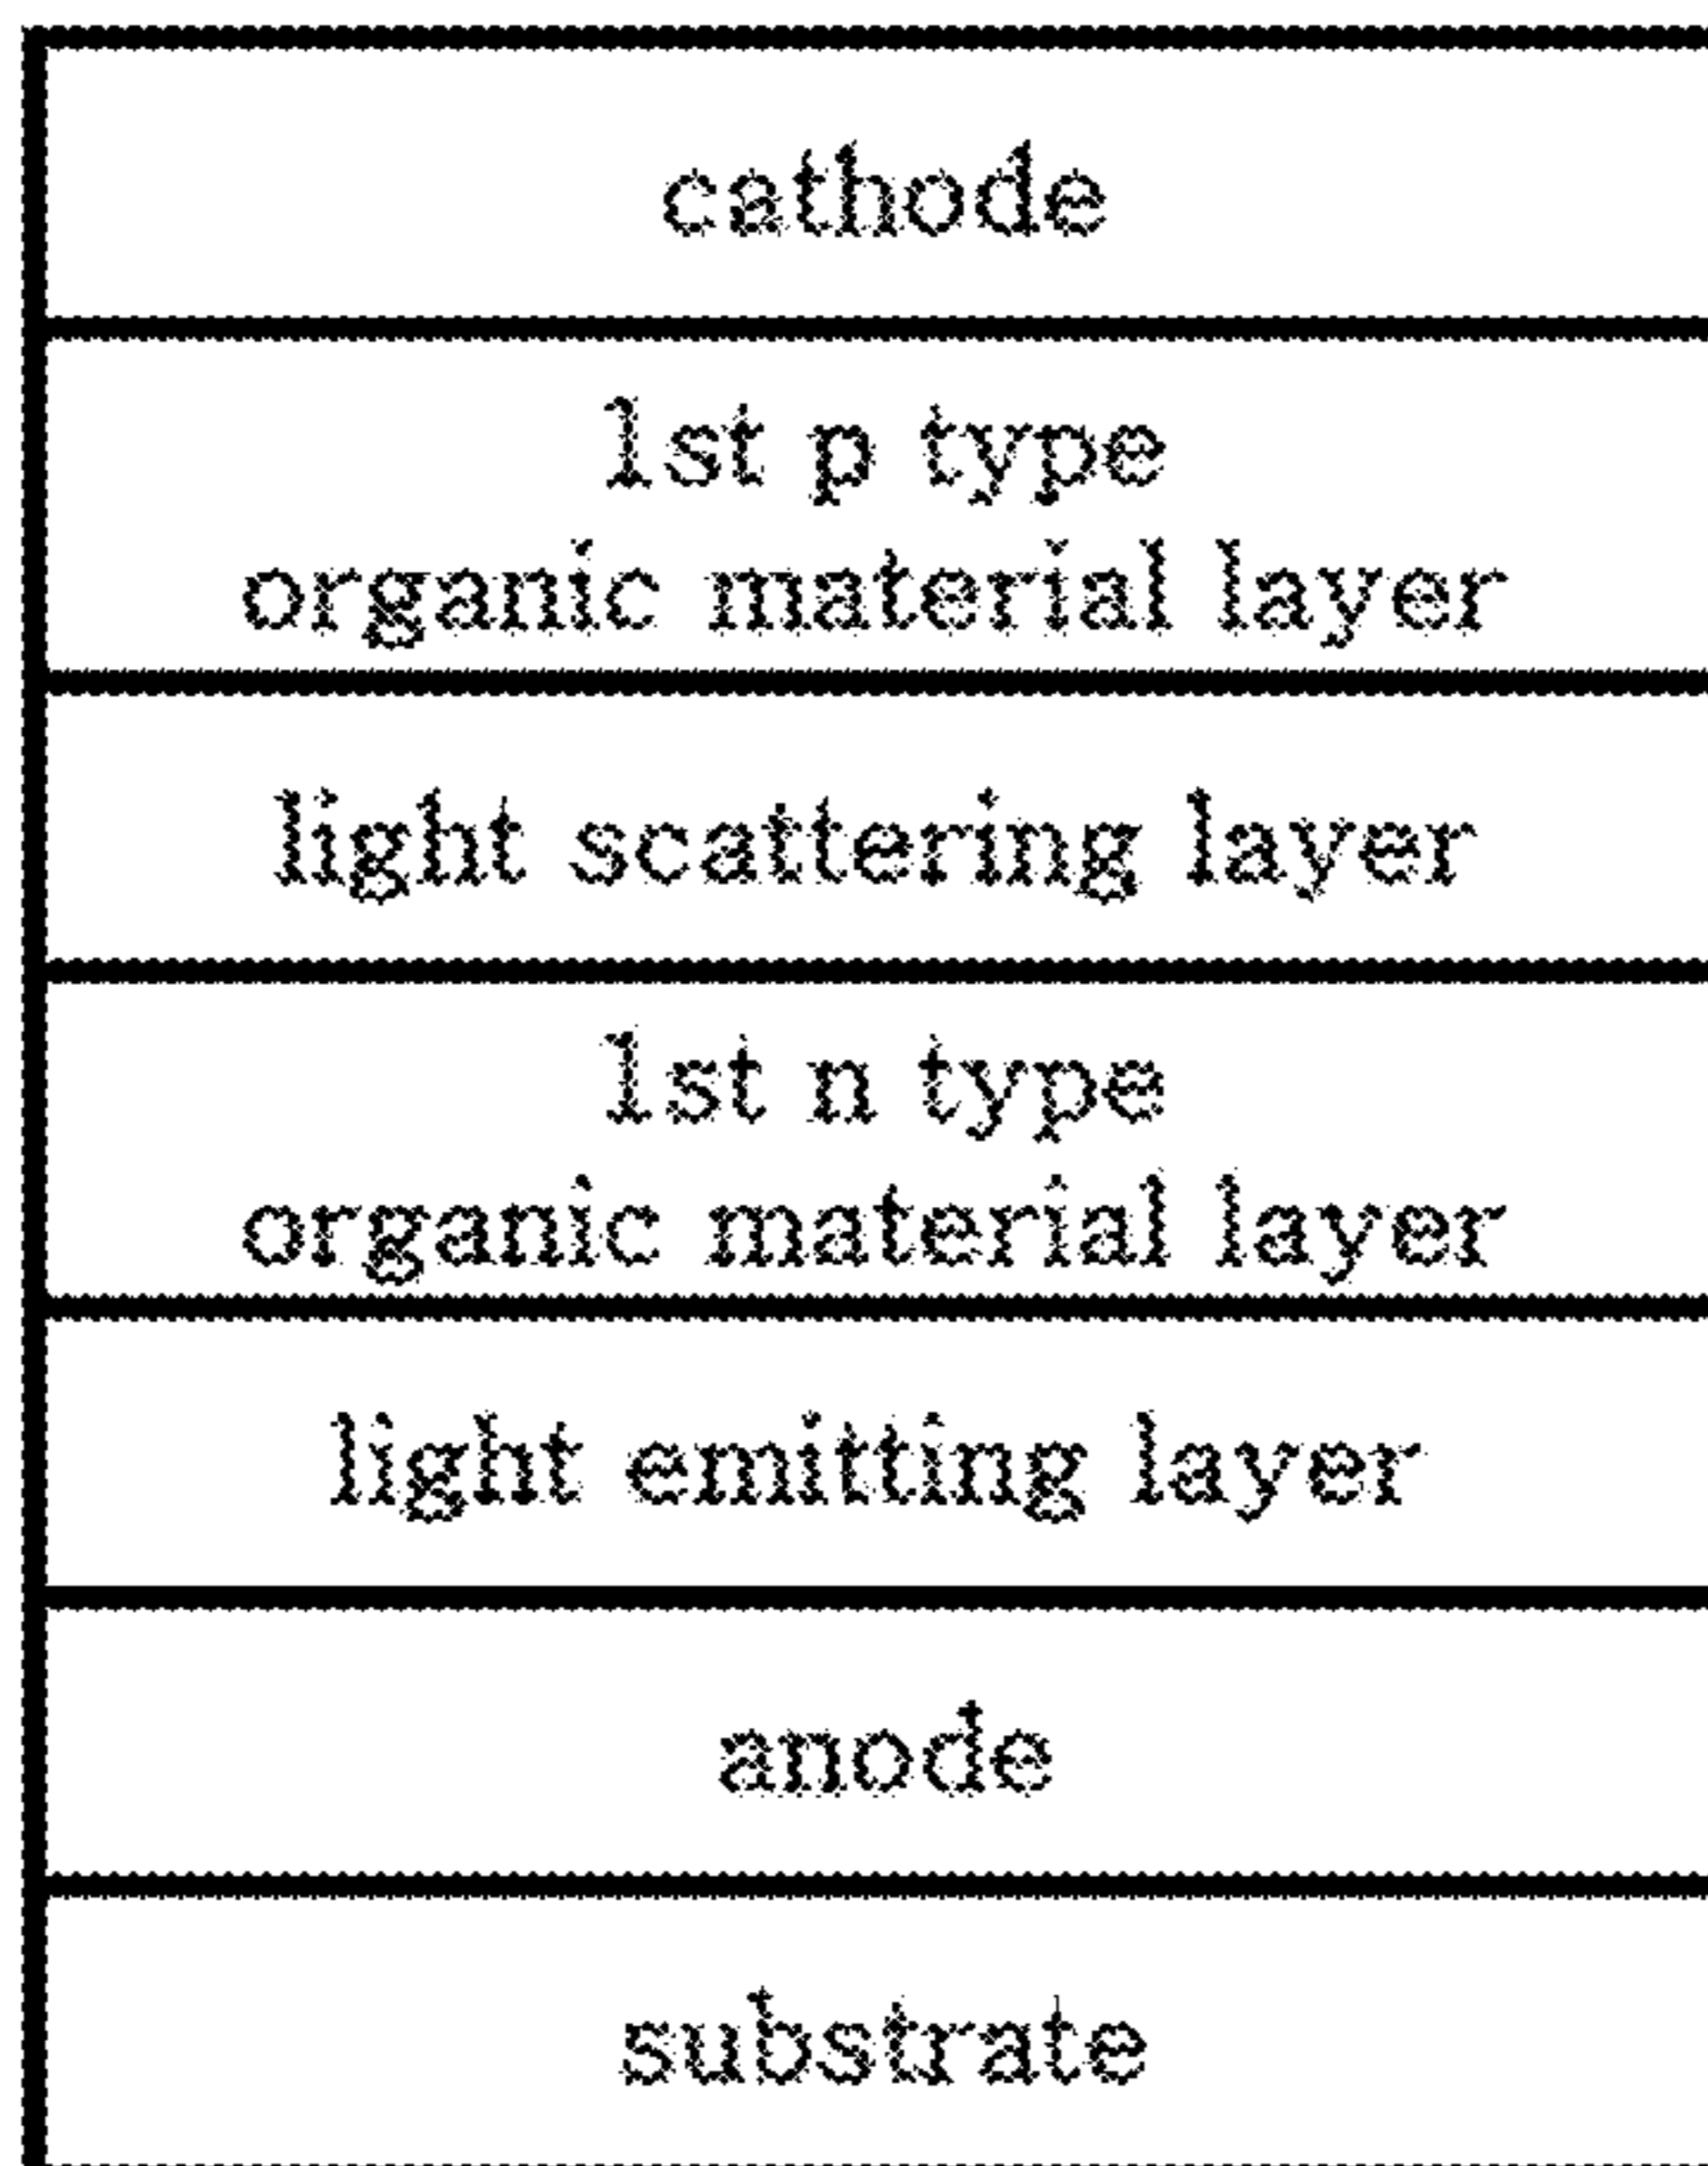 cathode
1st p type
organic material layer
light scattering layer
1st n type
organic material layer
light emitting layer
anode
substrate